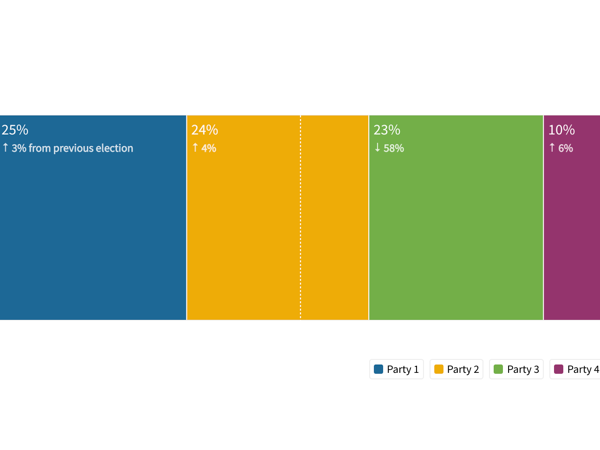 25%
↑ 3% from previous election
24%
↑ 4%
23%
↓ 58%
10%
↑ 6%
Party 1
Party 2
Party 3
Party 4